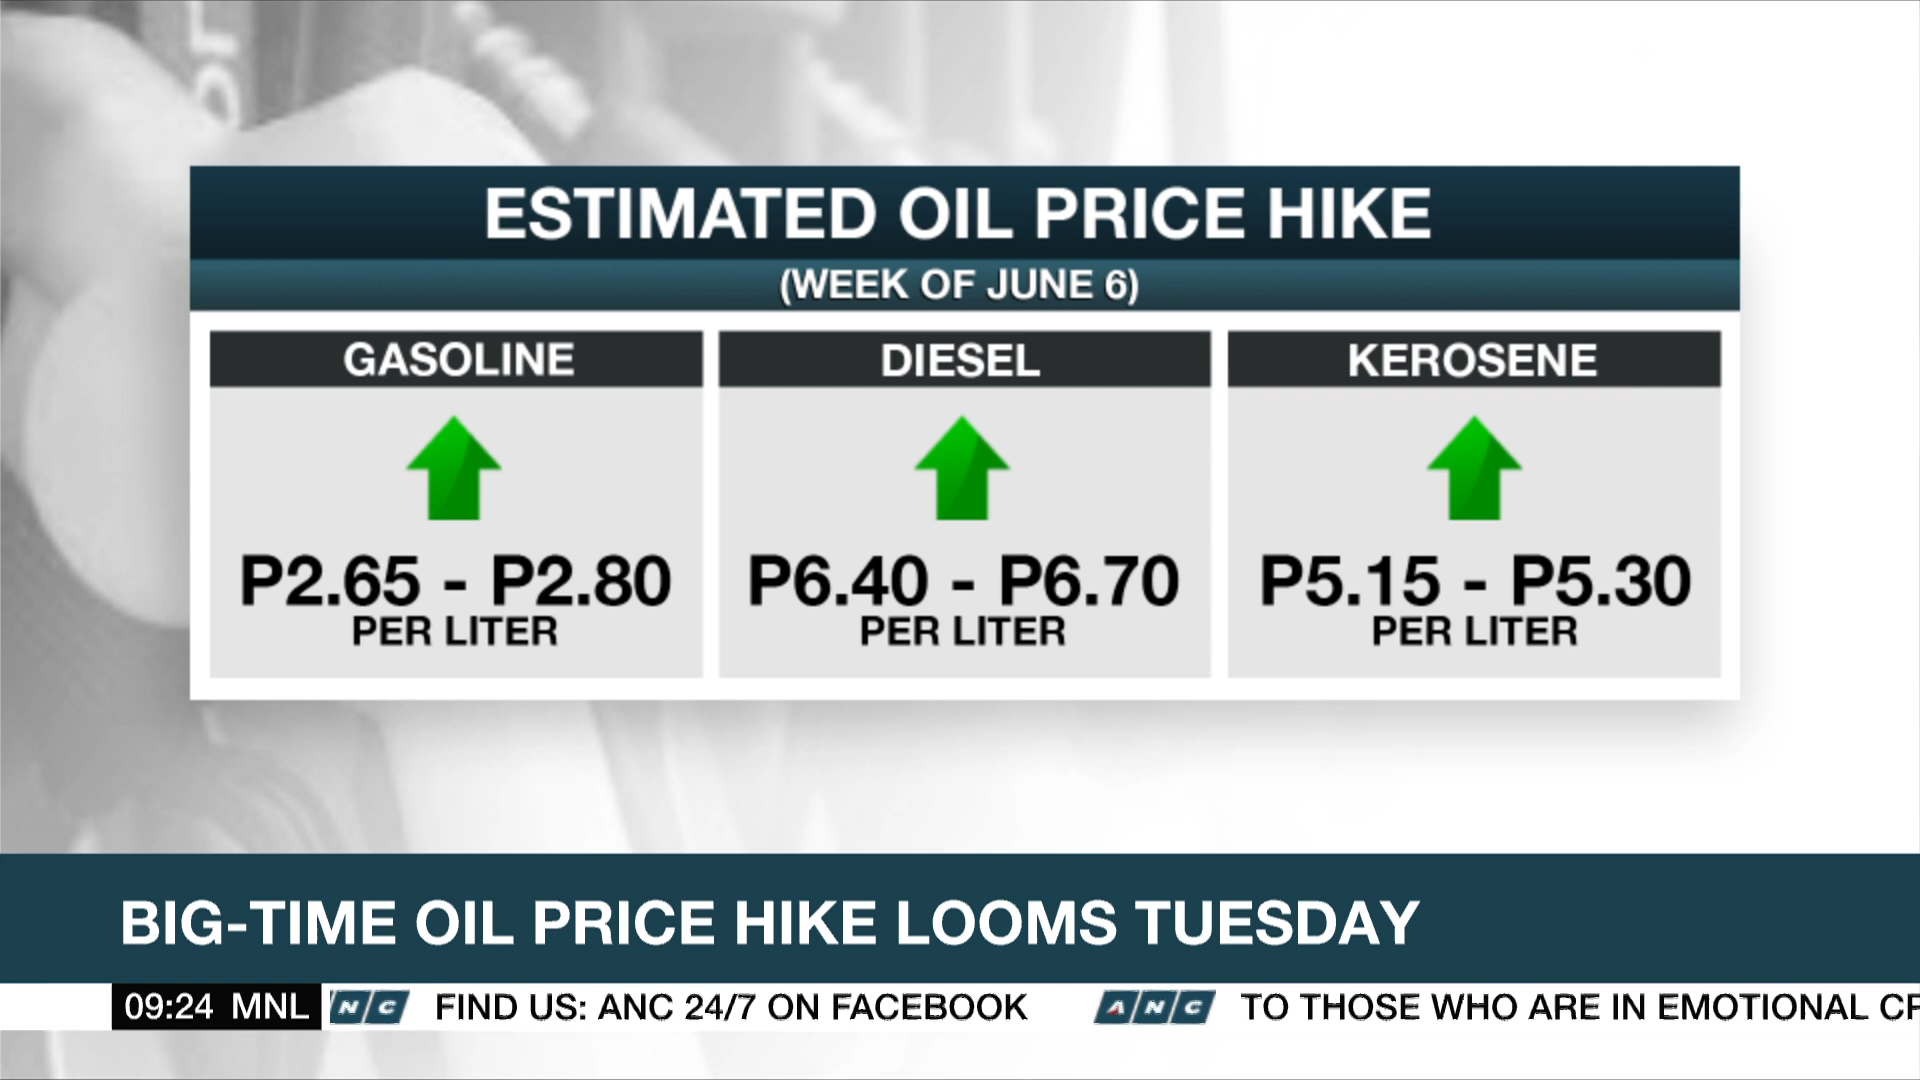 ESTIMATED OIL PRICE HIKE
(WEEK OF JUNE 6)
GASOLINE
P2.65 - P2.80
PER LITER
DIESEL
P6.40 - P6.70
PER LITER
KEROSENE
P5.15 - P5.30
PER LITER
BIG-TIME OIL PRICE HIKE LOOMS TUESDAY
09:24 MNL NC FIND US: ANC 24/7 ON FACEBOOK ANC TO THOSE WHO ARE IN EMOTIONAL